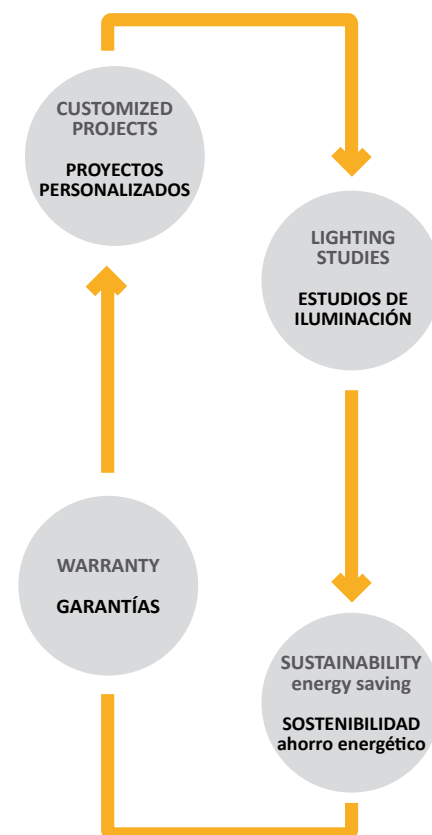 CUSTOMIZED
PROJECTS
PROYECTOS
PERSONALIZADOS
LIGHTING
STUDIES
ESTUDIOS DE
ILUMINACIÓN
WARRANTY
GARANTÍAS
SUSTAINABILITY
energy saving
SOSTENIBILIDAD
ahorro energético